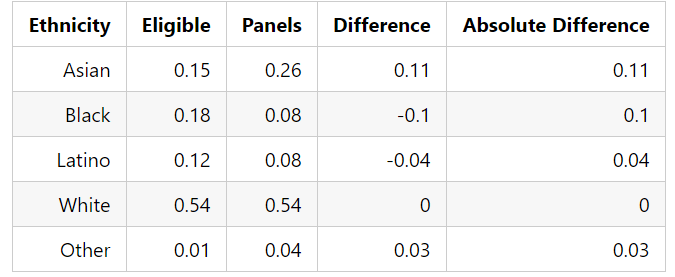 Ethnicity Eligible Panels Difference Absolute Difference
Asian 0.15 0.26 0.11 0.11
Black 0.18 0.08 -0.1 0.1
Latino 0.12 0.08 -0.04 0.04
White 0.54 0.54 0 0
Other 0.01 0.04 0.03 0.03